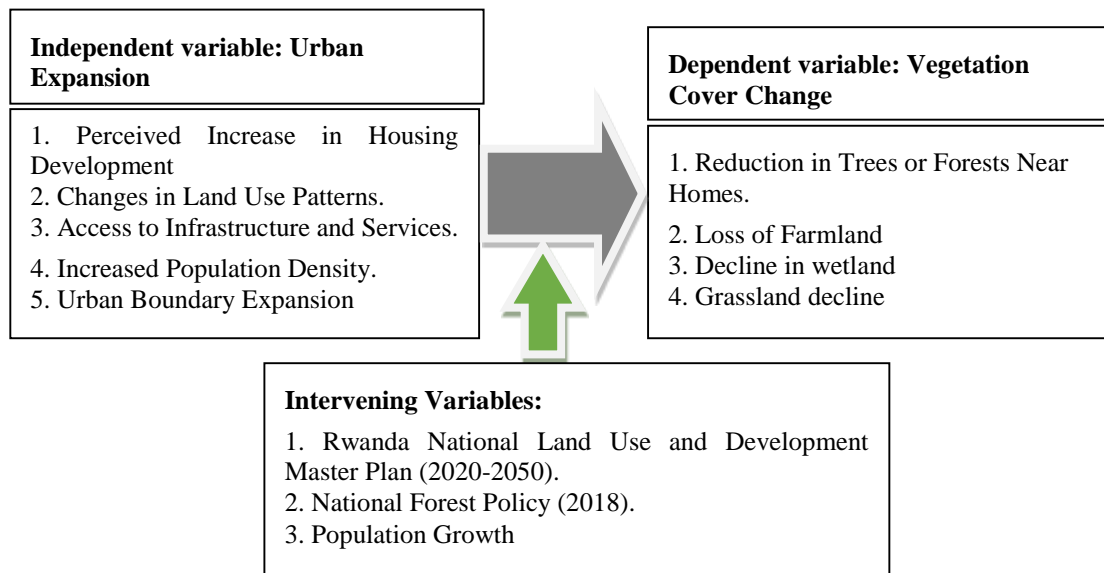 Independent variable: Urban
Expansion
1. Perceived Increase in Housing
Development
2. Changes in Land Use Patterns.
3. Access to Infrastructure and Services.
4. Increased Population Density.
5. Urban Boundary Expansion
Dependent variable: Vegetation
Cover Change
1. Reduction in Trees or Forests Near
Homes.
2. Loss of Farmland
3. Decline in wetland
4. Grassland decline
Intervening Variables:
1. Rwanda National Land Use and Development
Master Plan (2020-2050).
2. National Forest Policy (2018).
3. Population Growth